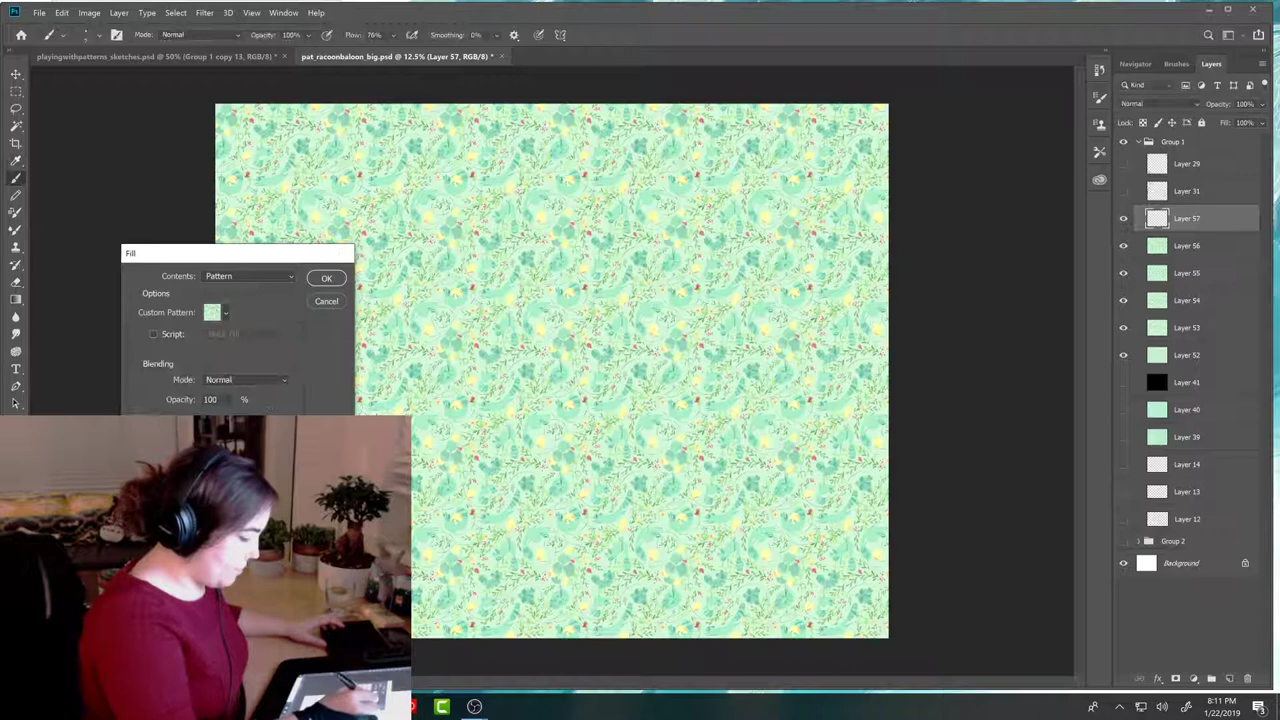 Ps File Edit Image Layer Type Select Filter 3D View Window Help
Mode: Normal Opacity: 100% Flow: 76% Smoothing: 0%
playingwithpatterns_sketches.psd @ 50% (Group 1 copy 13, RGB/8) * × pat_racoonbaloon_big.psd @ 12.5% (Layer 57, RGB/8) * ×
Navigator Brushes Layers
Kind
Normal Opacity: 100%
Lock: Fill: 100%
Group 1
Layer 29
Layer 31
Layer 57
Layer 56
Layer 55
Layer 54
Layer 53
Layer 52
Layer 41
Layer 40
Layer 39
Layer 14
Layer 13
Layer 12
Group 2
Background
Fill
Contents: Pattern OK
Options
Cancel
Custom Pattern:
Script:
Blending
Mode: Normal
Opacity: 100 %
8:11 PM
1/22/2019